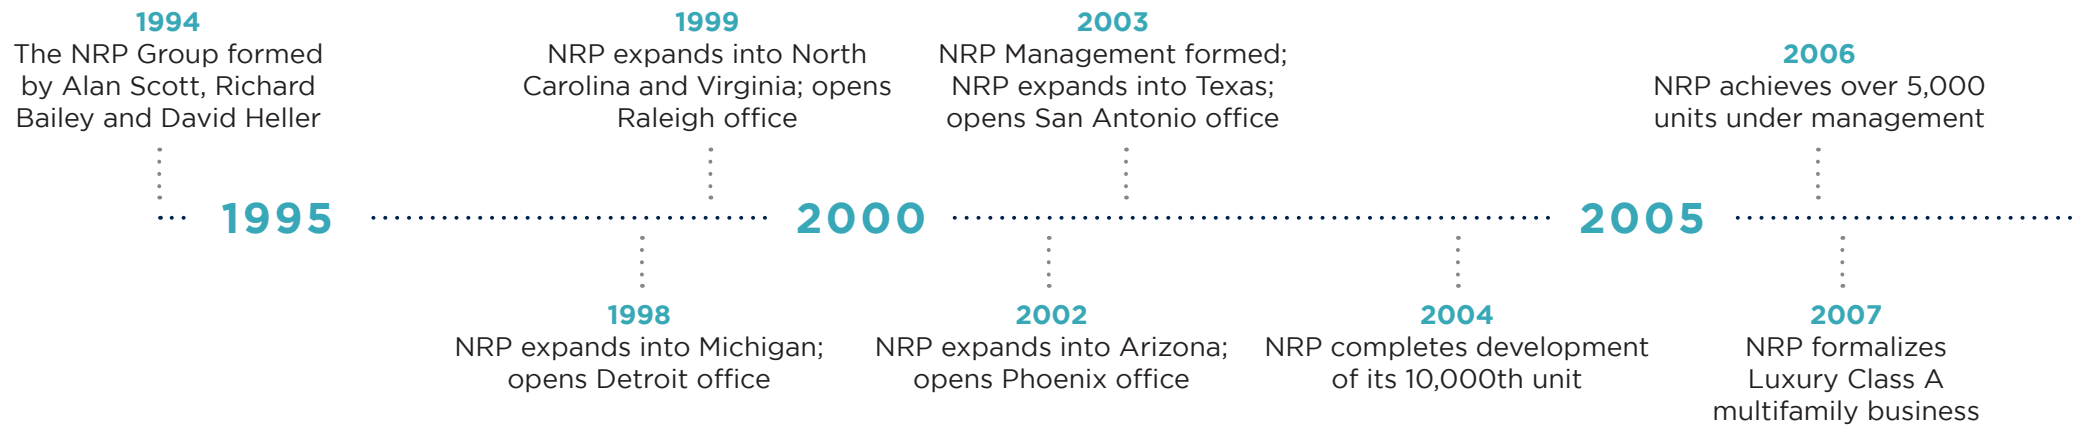 1994
The NRP Group formed
by Alan Scott, Richard
Bailey and David Heller
1999
NRP expands into North
Carolina and Virginia; opens
Raleigh office
2003
NRP Management formed;
NRP expands into Texas;
opens San Antonio office
2006
NRP achieves over 5,000
units under management
1995
2000
2005
1998
NRP expands into Michigan;
opens Detroit office
2002
NRP expands into Arizona;
opens Phoenix office
2004
NRP completes development
of its 10,000th unit
2007
NRP formalizes
Luxury Class A
multifamily business